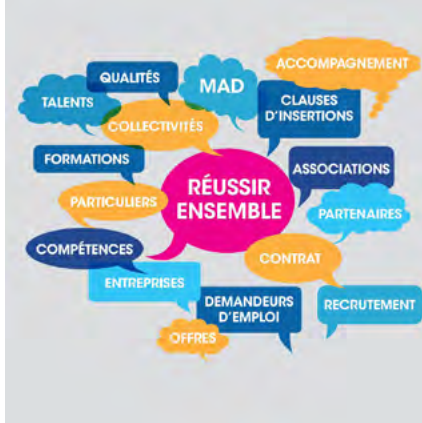 ACCOMPAGNEMENT
QUALITÉS
MAD
TALENTS
CLAUSES
D'INSERTIONS
COLLECTIVITÉS
FORMATIONS
ASSOCIATIONS
RÉUSSIR
ENSEMBLE
PARTICULIERS
PARTENAIRES
COMPÉTENCES
CONTRAT
ENTREPRISES
DEMANDEURS
D'EMPLOI
RECRUTEMENT
OFFRES